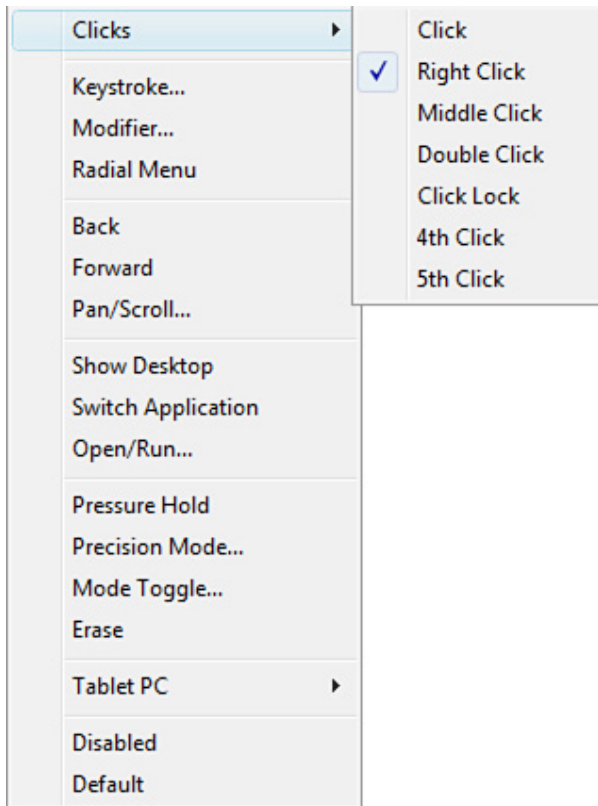 Clicks
Keystroke...
Modifier...
Radial Menu
Back
Forward
Pan/Scroll...
Show Desktop
Switch Application
Open/Run...
Pressure Hold
Precision Mode...
Mode Toggle...
Erase
Tablet PC
Disabled
Default
Click
Right Click
Middle Click
Double Click
Click Lock
4th Click
5th Click